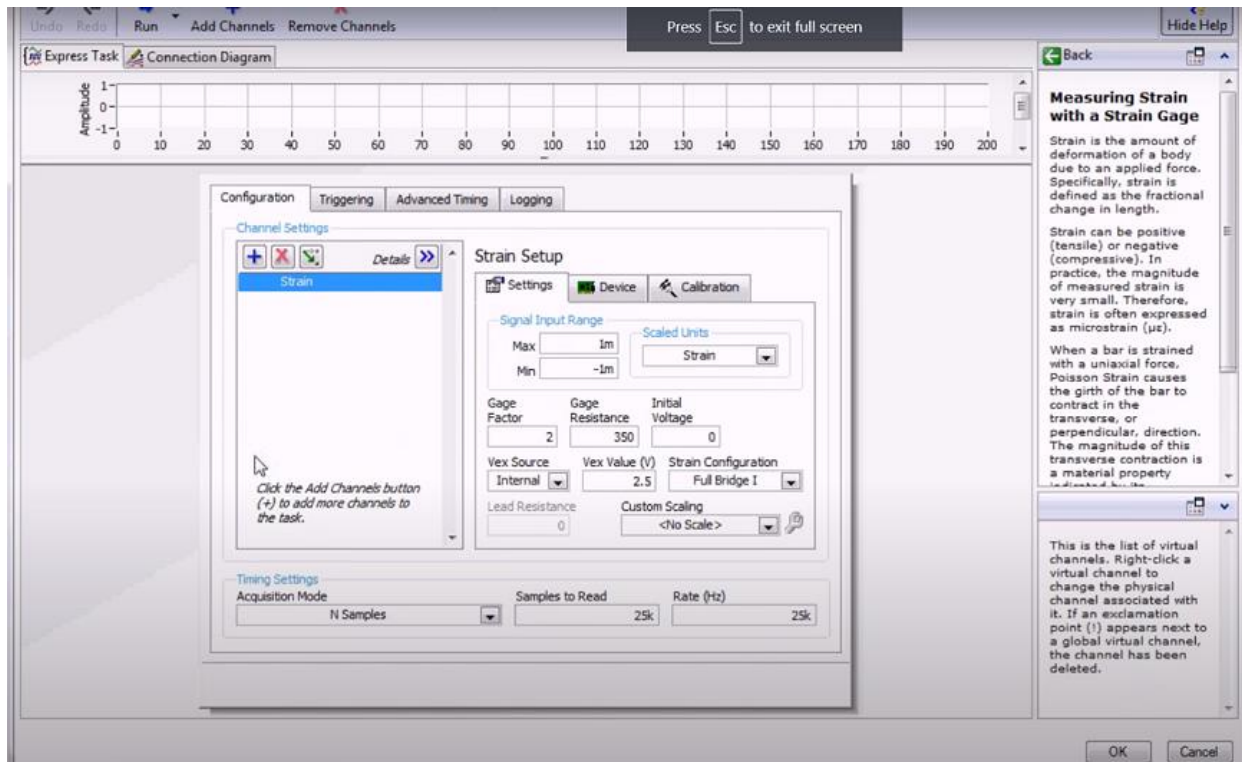 Undo Redo Run Add Channels Remove Channels
Press Esc to exit full screen
Hide Help
Express Task Connection Diagram
Back
Amplitude
1
0
-1
0 10 20 30 40 50 60 70 80 90 100 110 120 130 140 150 160 170 180 190 200
Configuration Triggering Advanced Timing Logging
Channel Settings
Details
Strain
Click the Add Channels button
(+) to add more channels to
the task.
Strain Setup
Settings Device Calibration
Signal Input Range
Max 1m
Min -1m
Scaled Units
Strain
Gage
Factor
2
Gage
Resistance
350
Initial
Voltage
0
Vex Source
Internal
Vex Value (V)
2.5
Strain Configuration
Full Bridge I
Lead Resistance
0
Custom Scaling
<No Scale>
Timing Settings
Acquisition Mode
N Samples
Samples to Read
25k
Rate (Hz)
25k
Measuring Strain
with a Strain Gage
Strain is the amount of
deformation of a body
due to an applied force.
Specifically, strain is
defined as the fractional
change in length.
Strain can be positive
(tensile) or negative
(compressive). In
practice, the magnitude
of measured strain is
very small. Therefore,
strain is often expressed
as microstrain (με).
When a bar is strained
with a uniaxial force,
Poisson Strain causes
the girth of the bar to
contract in the
transverse, or
perpendicular, direction.
The magnitude of this
transverse contraction is
a material property
This is the list of virtual
channels. Right-click a
virtual channel to
change the physical
channel associated with
it. If an exclamation
point (!) appears next to
a global virtual channel,
the channel has been
deleted.
OK Cancel